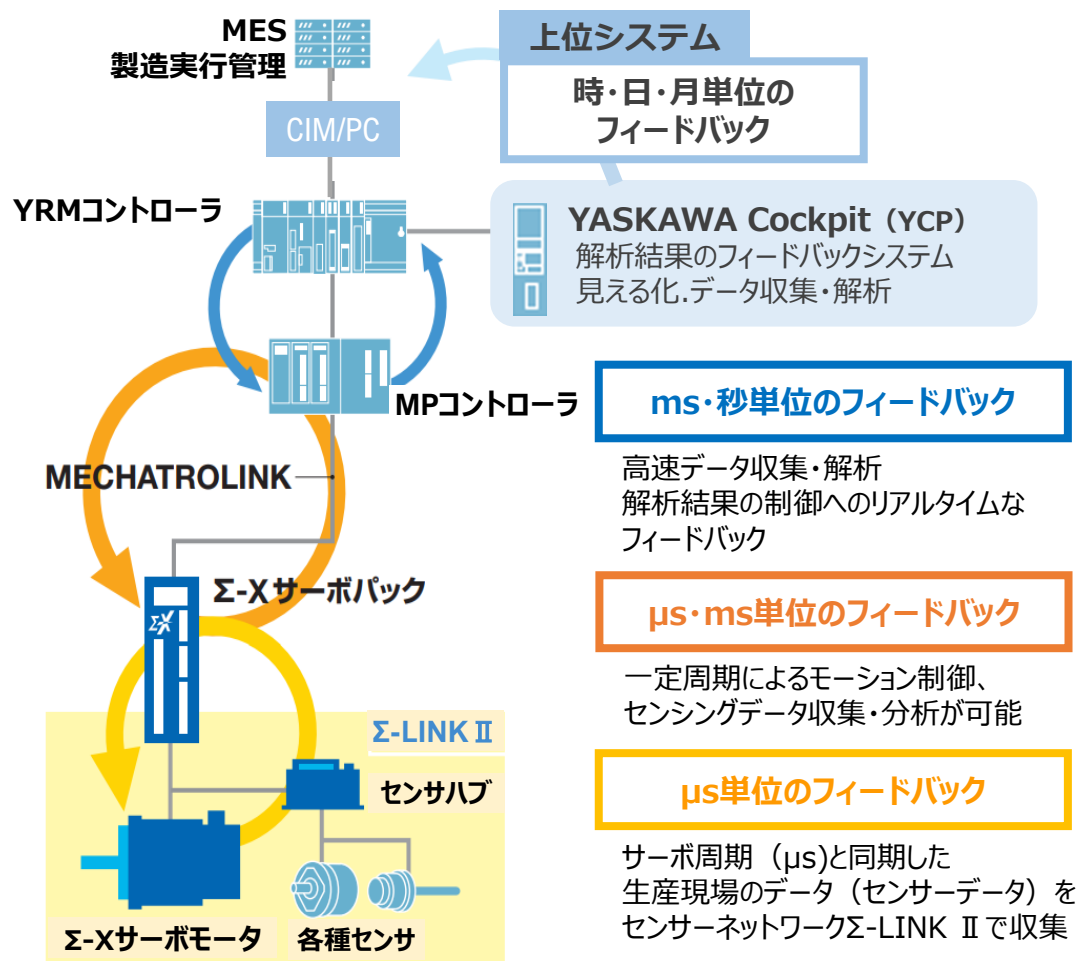 MES
製造実行管理
上位システム
時・日・月単位の
フィードバック
CIM/PC
YRMコントローラ
YASKAWA Cockpit（YCP）
解析結果のフィードバックシステム
見える化.データ収集・解析
MPコントローラ
ms・秒単位のフィードバック
高速データ収集・解析
解析結果の制御へのリアルタイムな
フィードバック
MECHATROLINK
Σ-Xサーボパック
ΣX
μs・ms単位のフィードバック
一定周期によるモーション制御、
センシングデータ収集・分析が可能
Σ-LINKⅡ
センサハブ
μs単位のフィードバック
サーボ周期（μs)と同期した
生産現場のデータ（センサーデータ）を
センサーネットワークΣ-LINK Ⅱで収集
Σ-Xサーボモータ
各種センサ